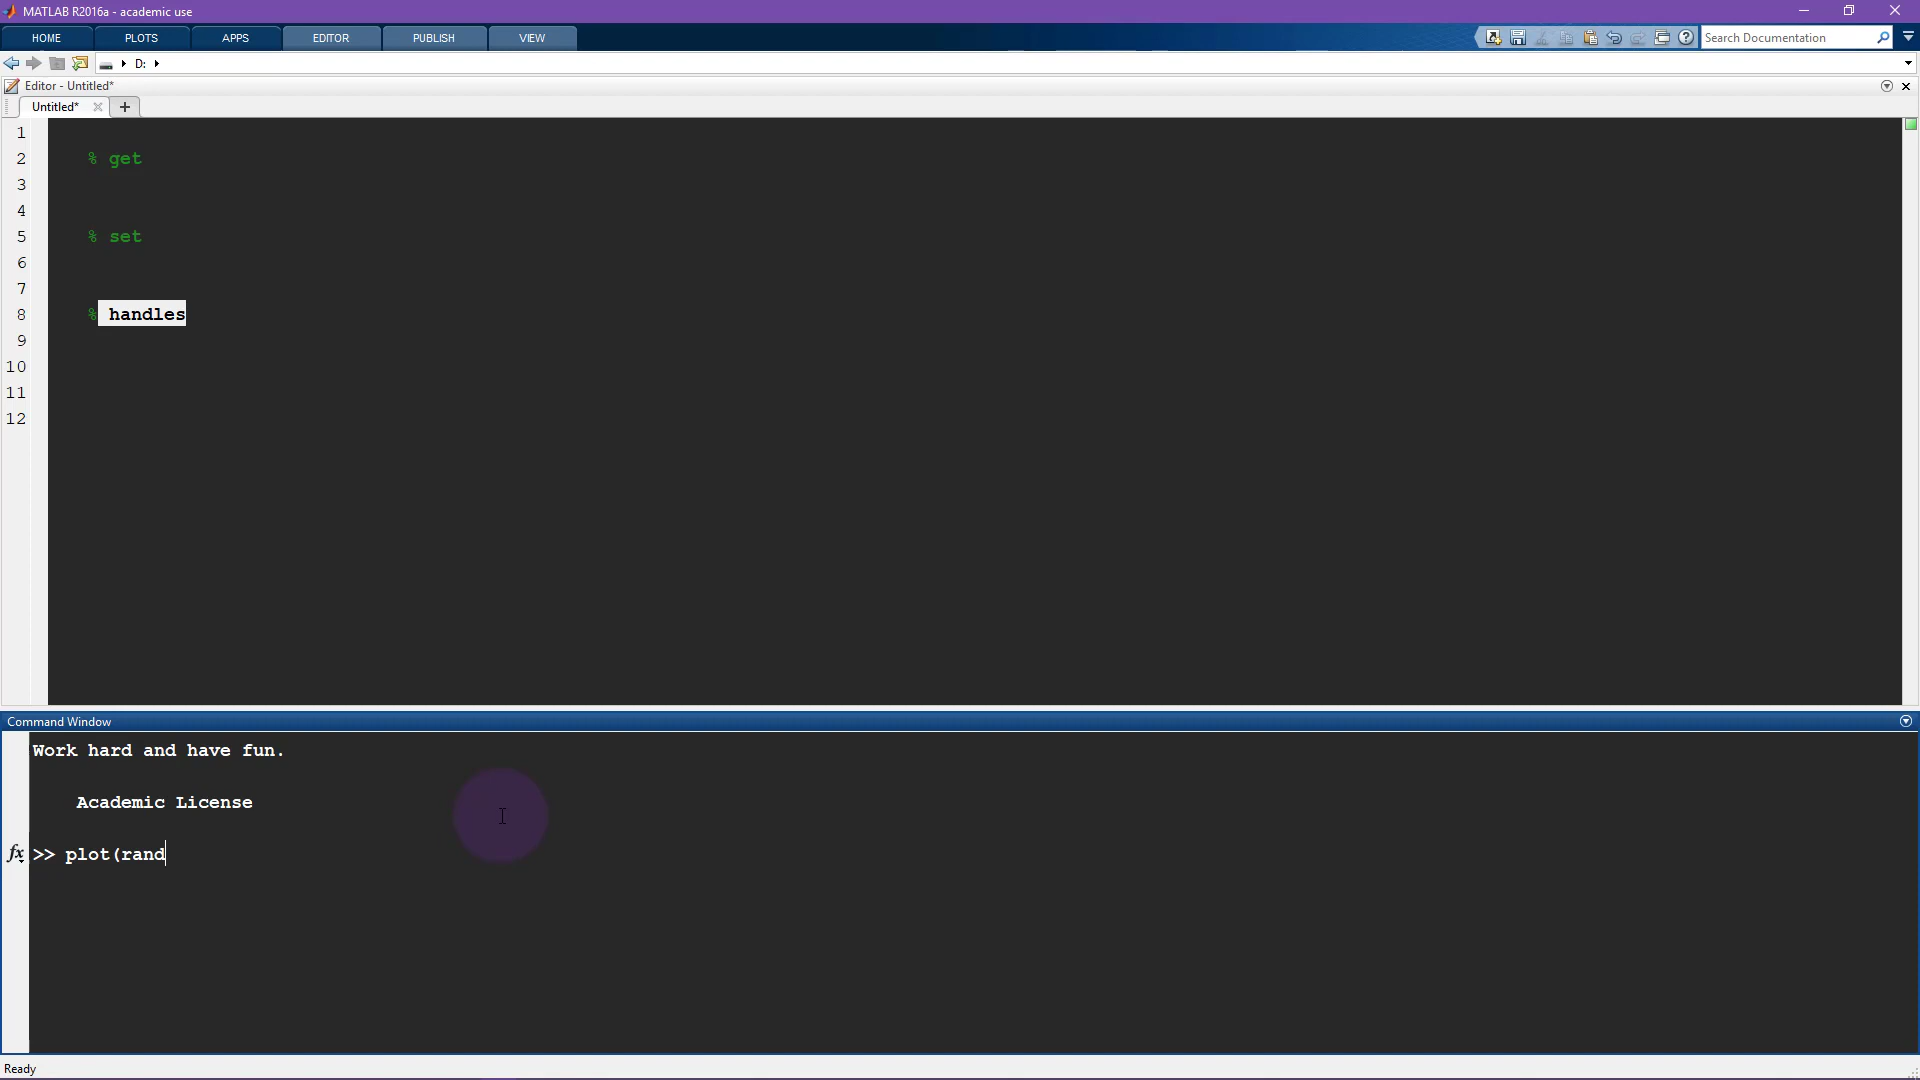 MATLAB R2016a - academic use
HOME PLOTS APPS EDITOR PUBLISH VIEW Search Documentation
D:
Editor - Untitled*
Untitled*
1
2 % get
3
4
5 % set
6
7
8 % handles
9
10
11
12
Command Window
Work hard and have fun.
Academic License
fx >> plot(rand
Ready